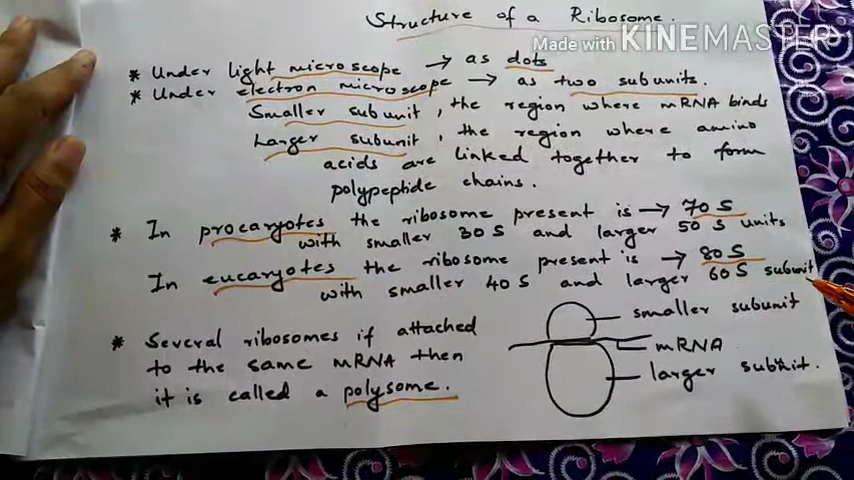 Structure of a Ribosome.
Made with KINEMASTER
* Under light microscope → as dots
* Under electron microscope → as two subunits.
Smaller subunit, the region where mRNA binds
Larger subunit, the region where amino
acids are linked together to form
polypeptide chains.
* In procaryotes the ribosome present is → 70 S
with smaller 30 S and larger 50 S units
In eucaryotes the ribosome present is → 80 S
with smaller 40 S and larger 60 S subunit
* Several ribosomes if attached
to the same mRNA then
it is called a polysome.
smaller subunit
mRNA
larger subunit.